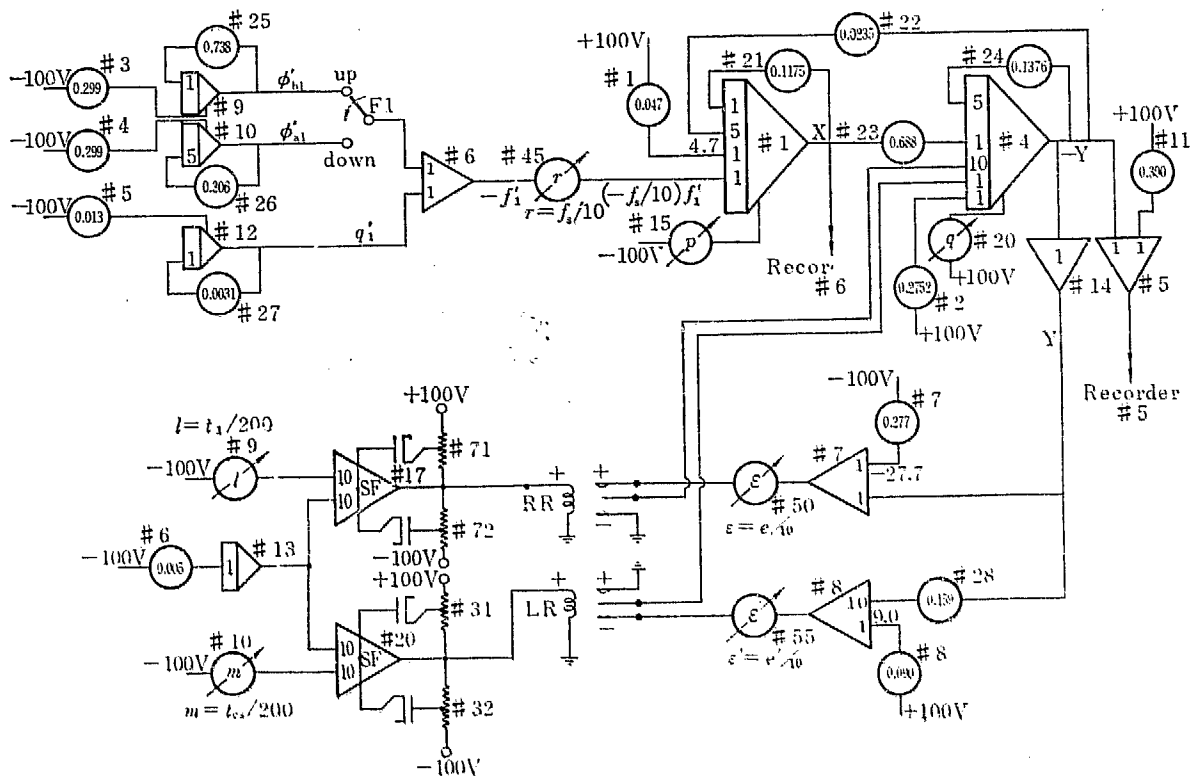 # 25
0.738
−100V
# 3
0.299
1
# 9
ϕ'b1
up
F1
−100V
# 4
0.299
5
# 10
ϕ'a1
down
0.206
# 26
−100V
# 5
0.013
# 12
1
q'1
0.0031
# 27
# 6
1
1
−f'1
# 45
r
r=fs/10
(−fs/10)f'1
+100V
# 1
0.047
# 21
0.1175
0.0235
# 22
1
5
4.7
1
1
# 1
X
# 15
−100V
p
Recor
# 6
# 23
0.688
# 24
0.1376
5
1
10
1
1
# 4
−Y
q
# 20
+100V
0.2752
# 2
+100V
+100V
# 11
0.390
1
# 14
1
1
# 5
Y
Recorder
# 5
−100V
# 7
0.277
# 7
1
−27.7
1
ε
# 50
ε=e/10
# 8
10
1
9.0
0.159
# 28
ε
# 55
ε'=e'/10
0.090
# 8
+100V
+100V
l=t1/200
# 9
−100V
l
10
10
SF
# 17
# 71
# 72
−100V
+100V
RR
+
+
−
# 6
−100V
0.005
1
# 13
# 10
−100V
m
10
10
SF
# 20
# 31
# 32
−100V
LR
+
+
−